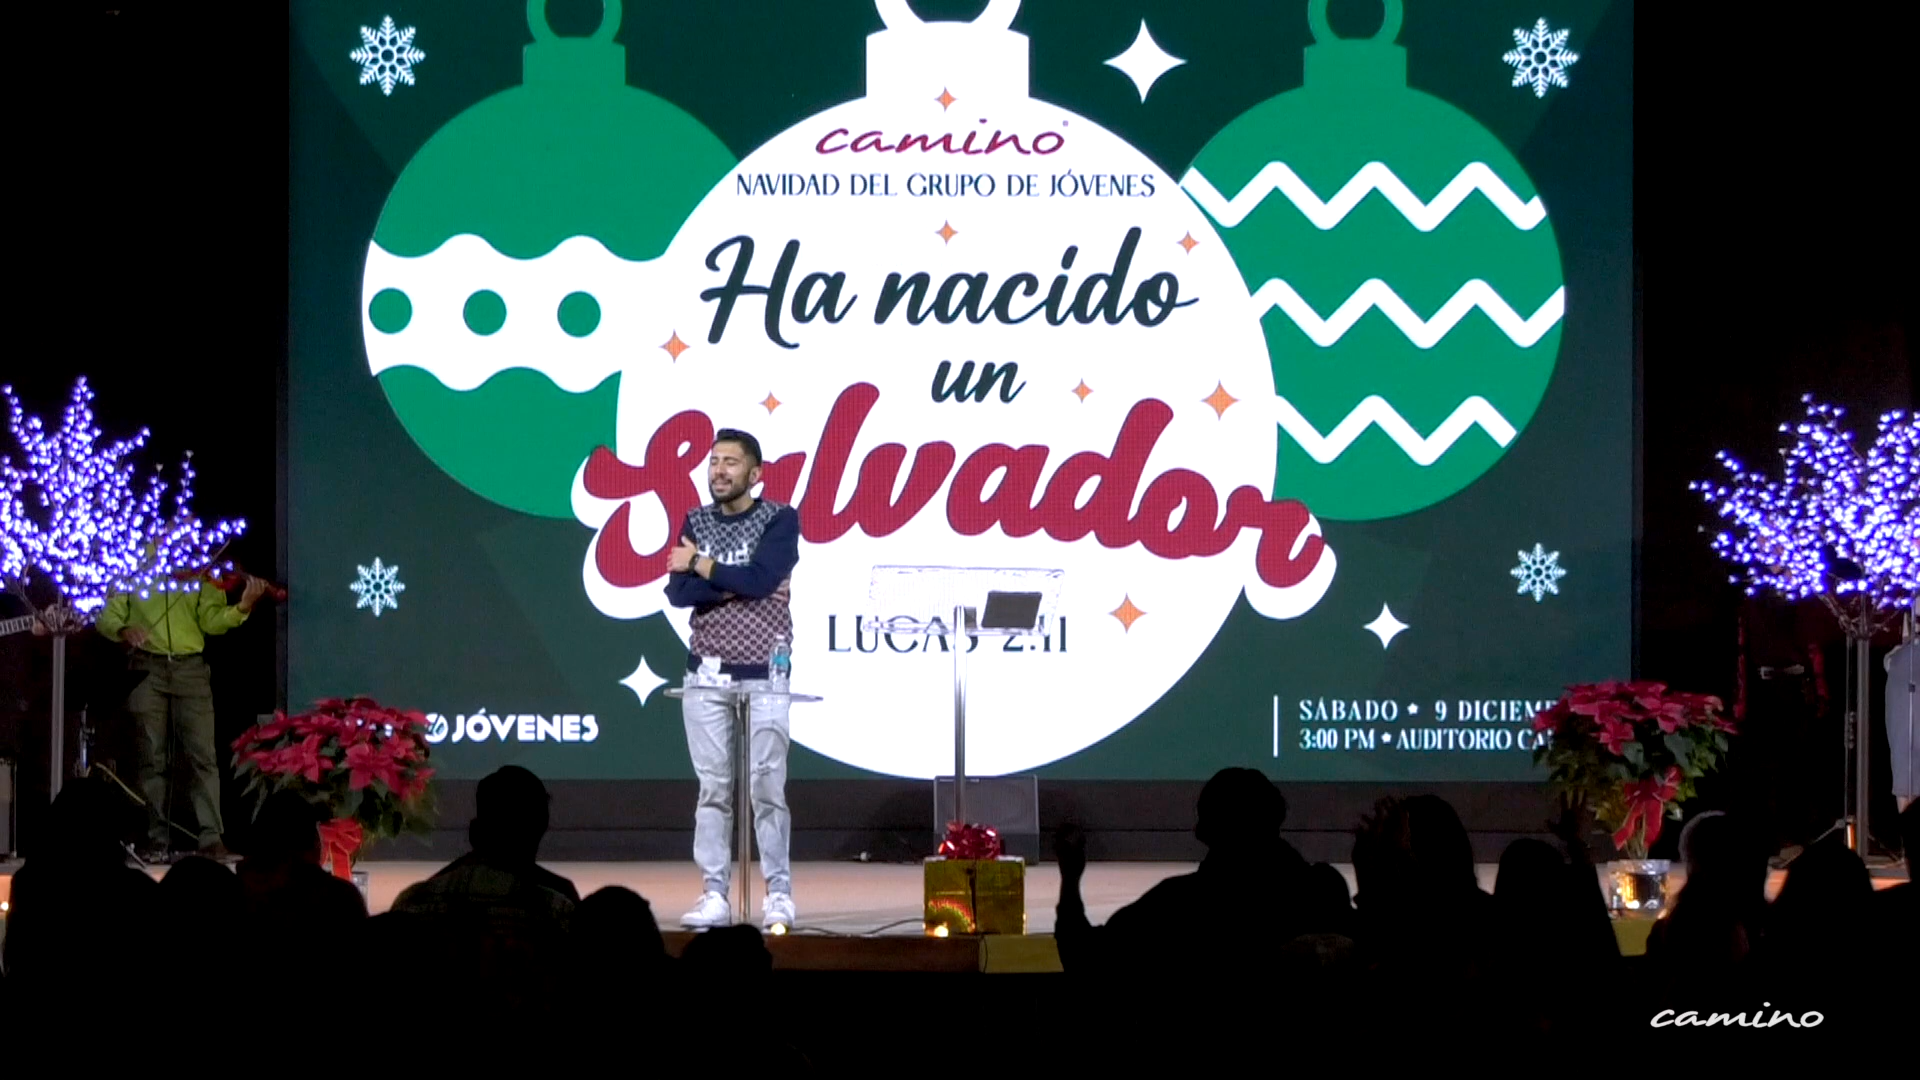 camino
NAVIDAD DEL GRUPO DE JÓVENES
Ha nacido
un
Salvador
LUCAS 2:11
JÓVENES
SÁBADO * 9 DICIEM
3:00 PM * AUDITORIO CA
camino